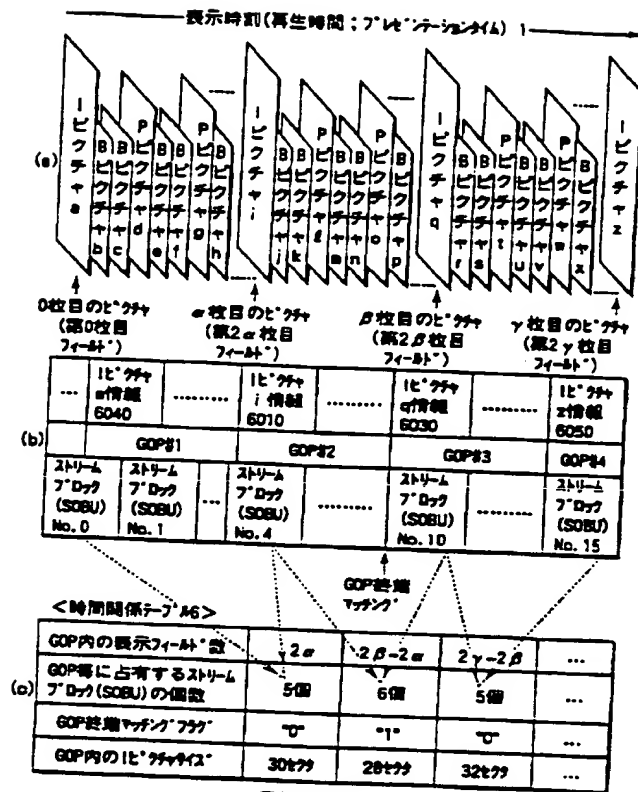 表示時刻(再生時間;プレゼンテーションタイム) 1
(a)
Iピクチャa
Bピクチャb
Bピクチャc
Pピクチャd
Bピクチャe
Bピクチャf
Pピクチャg
Bピクチャh
Iピクチャi
Bピクチャj
Bピクチャk
Pピクチャl
Bピクチャm
Bピクチャn
Pピクチャo
Bピクチャp
Iピクチャq
Bピクチャr
Bピクチャs
Pピクチャt
Bピクチャu
Bピクチャv
Pピクチャw
Bピクチャx
Iピクチャz
0枚目のピクチャ
(第0枚目
フィールド)
α枚目のピクチャ
(第2α枚目
フィールド)
β枚目のピクチャ
(第2β枚目
フィールド)
γ枚目のピクチャ
(第2γ枚目
フィールド)
(b)
… Iピクチャ
a情報
6040
………
Iピクチャ
i情報
6010
………
Iピクチャ
q情報
6030
………
Iピクチャ
z情報
6050
GOP#1 GOP#2 GOP#3 GOP#4
ストリーム
ブロック
(SOBU)
No.0
ストリーム
ブロック
(SOBU)
No.1
…
ストリーム
ブロック
(SOBU)
No.4
………
ストリーム
ブロック
(SOBU)
No.10
………
ストリーム
ブロック
(SOBU)
No.15
GOP終端
マッチング
<時間関係テーブル6>
(c)
GOP内の表示フィールド数 2α 2β-2α 2γ-2β …
GOP毎に占有するストリーム
ブロック(SOBU)の個数 5個 6個 5個 …
GOP終端マッチングフラグ "0" "1" "0" …
GOP内のIピクチャサイズ 30セクタ 28セクタ 32セクタ …